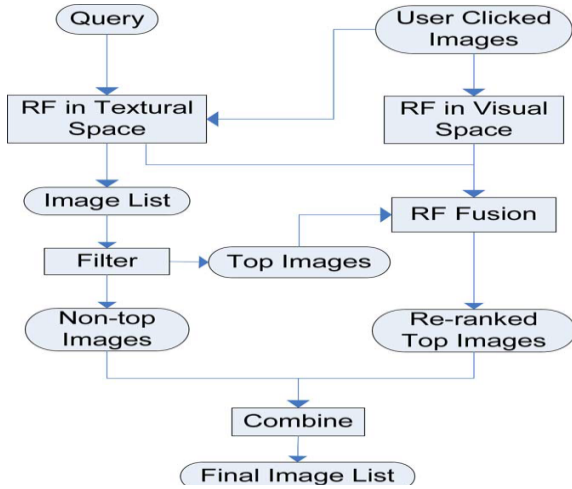 Query
User Clicked
Images
RF in Textural
Space
RF in Visual
Space
Image List
RF Fusion
Filter
Top Images
Non-top
Images
Re-ranked
Top Images
Combine
Final Image List